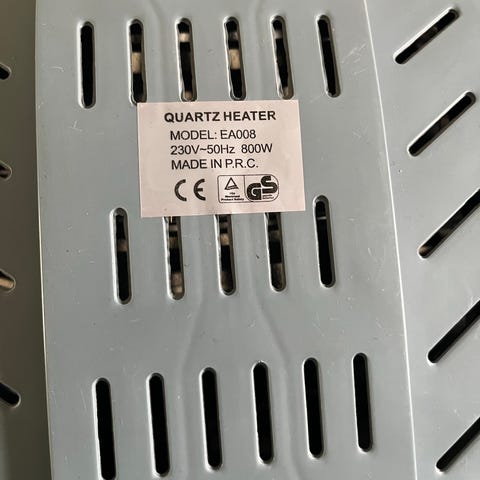 QUARTZ HEATER
MODEL: EA008
230V~50Hz 800W
MADE IN P.R.C.
CE GS